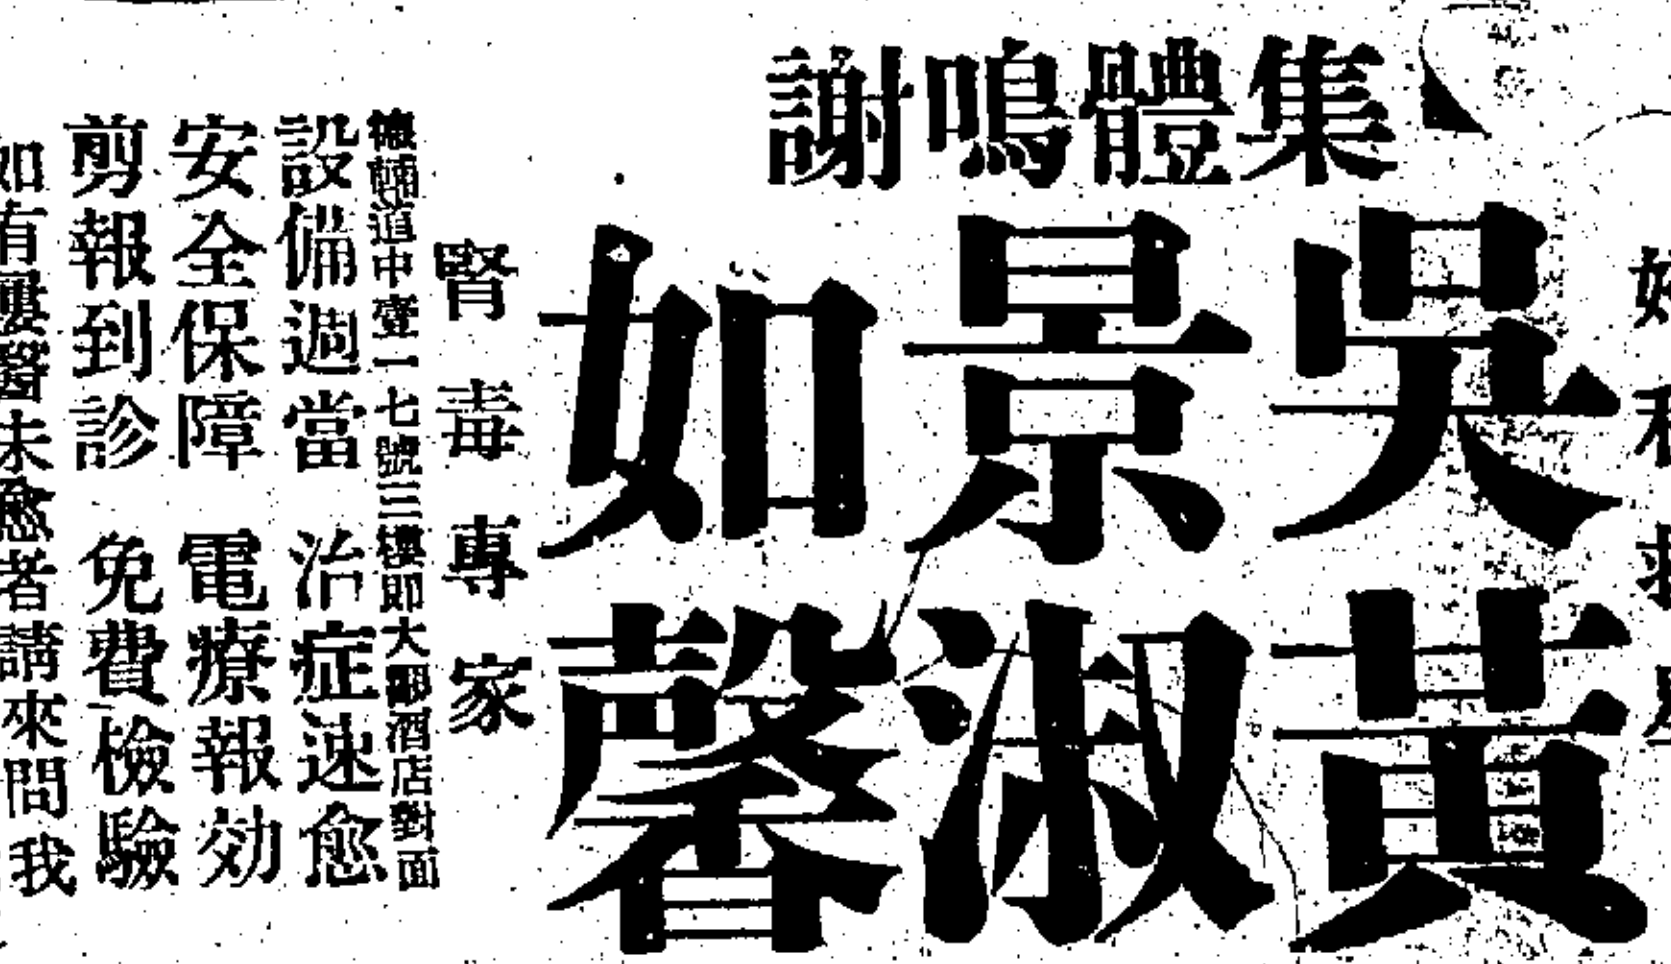 集體鳴謝
吳景如
黃淑馨
腎毒專家
德輔道中壹一七號三樓即大同酒店對面
設備週當 治症速愈
安全保障 電療報効
剪報到診 免費檢驗
如有屢醫未愈者請來問我